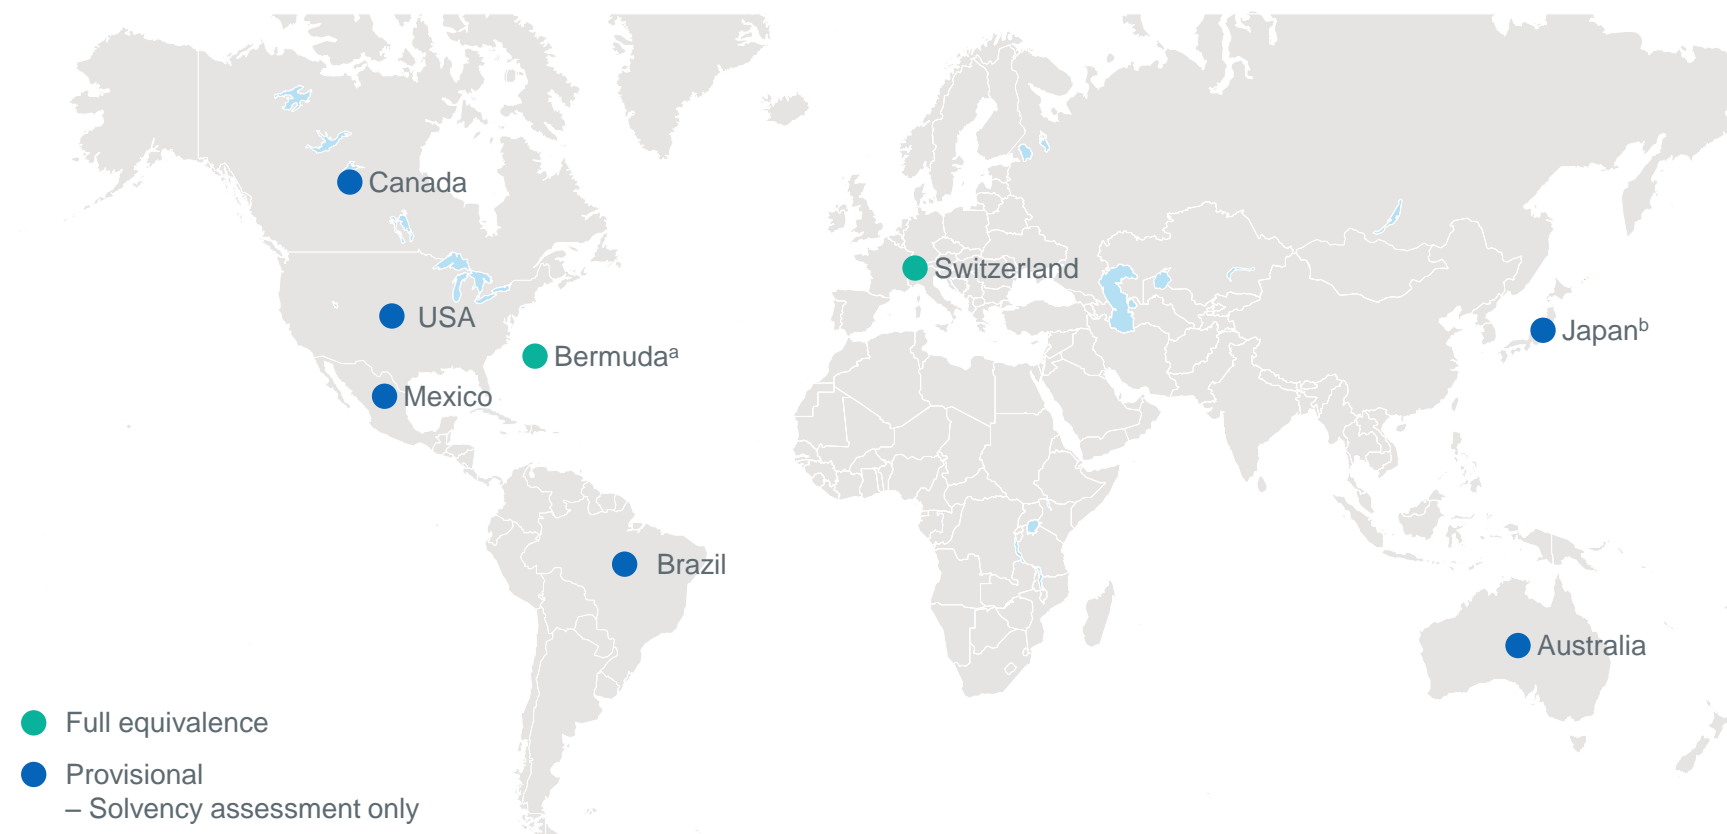 Canada
Switzerland
USA
Japanᵇ
Bermudaᵃ
Mexico
Brazil
Australia
Full equivalence
Provisional
– Solvency assessment only